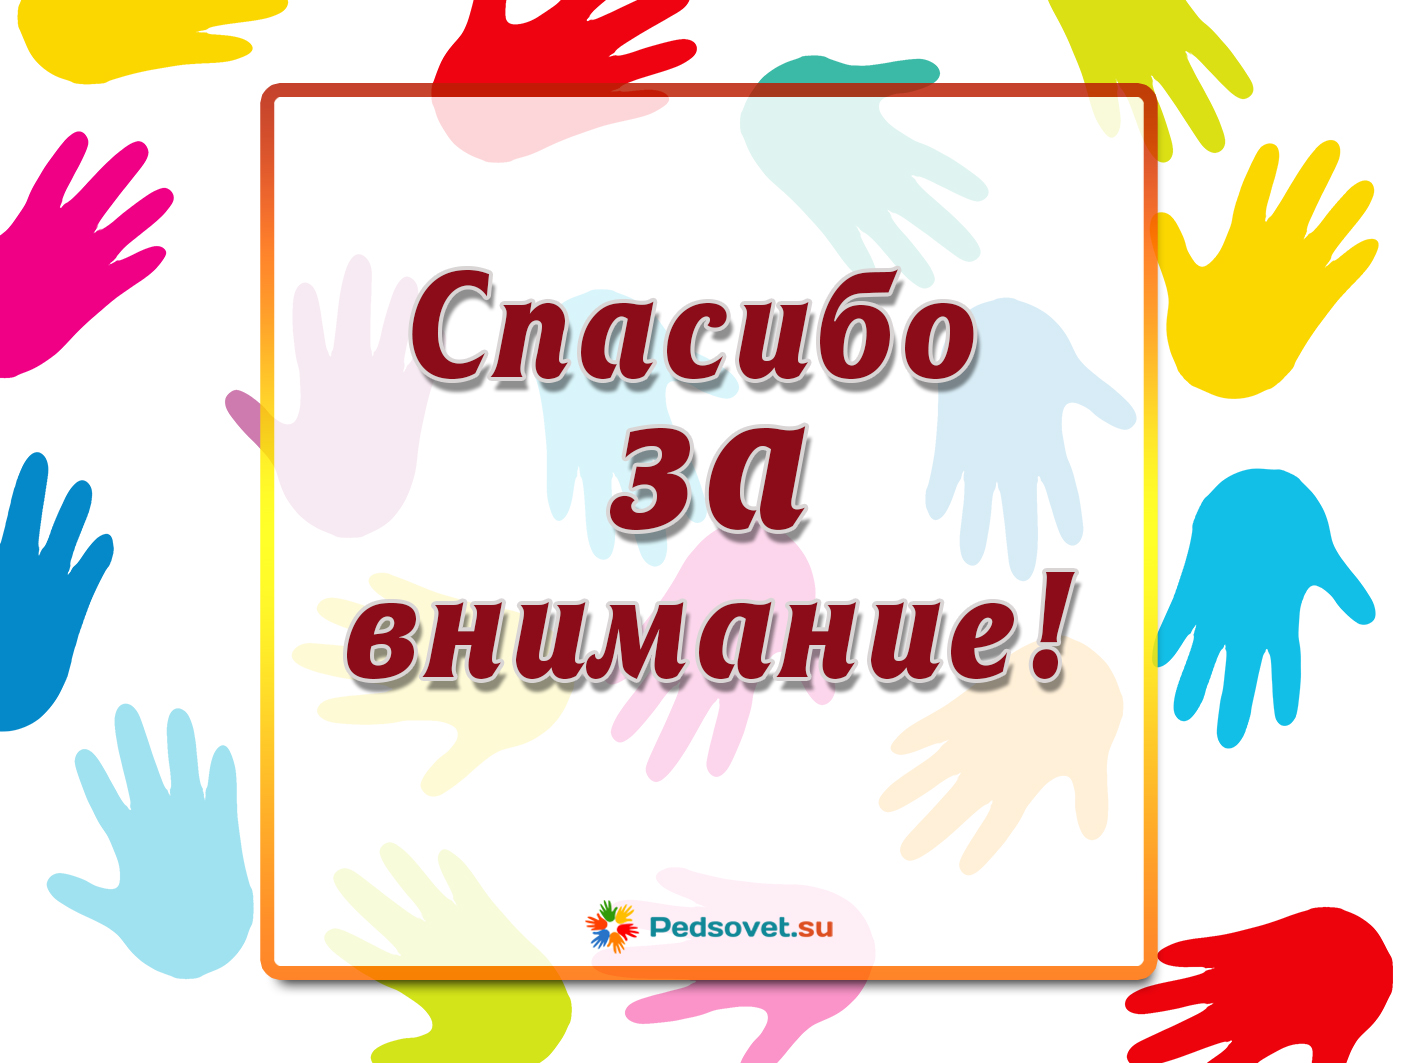 Спасибо
за
внимание!
Pedsovet.su